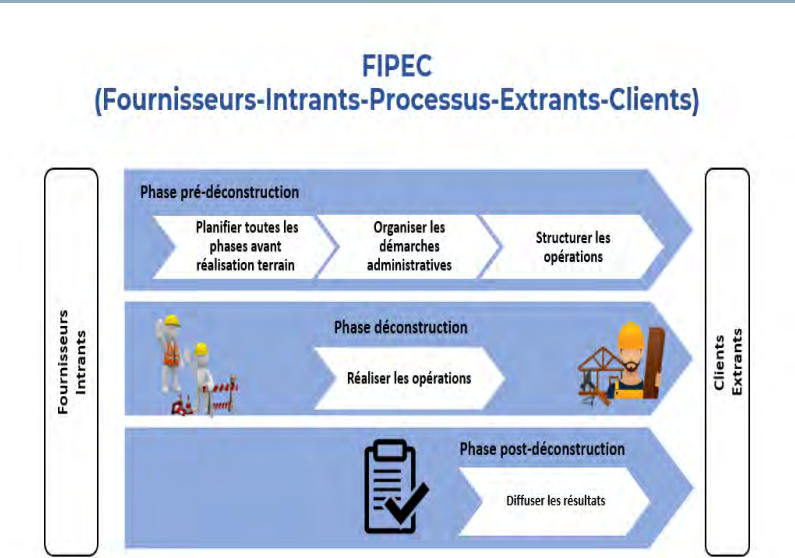 FIPEC
(Fournisseurs-Intrants-Processus-Extrants-Clients)
Fournisseurs
Intrants
Phase pré-déconstruction
Planifier toutes les
phases avant
réalisation terrain
Organiser les
démarches
administratives
Structurer les
opérations
Phase déconstruction
Réaliser les opérations
Phase post-déconstruction
Diffuser les résultats
Clients
Extrants